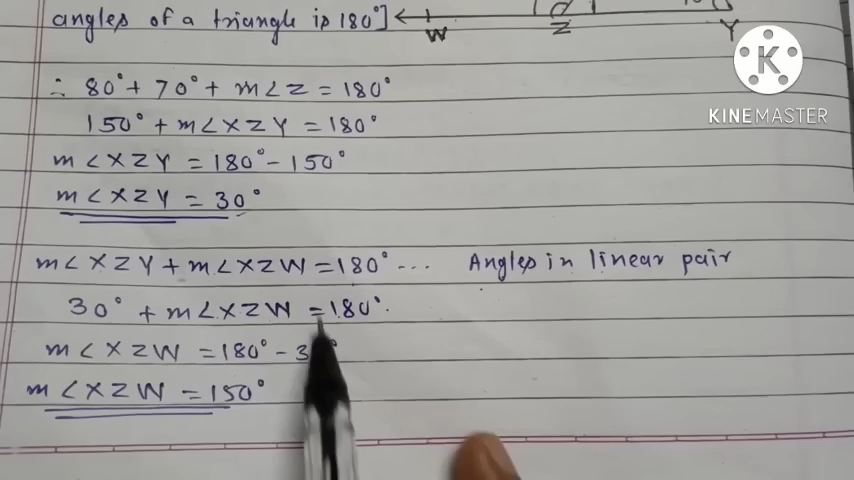 angles of a triangle is 180°]
W
Z
Y
K
KINEMASTER
∴ 80° + 70° + m∠Z = 180°
150° + m∠XZY = 180°
m∠XZY = 180° - 150°
m∠XZY = 30°
m∠XZY + m∠XZW = 180° ... Angles in linear pair
30° + m∠XZW = 180°.
m∠XZW = 180° - 3
m∠XZW = 150°